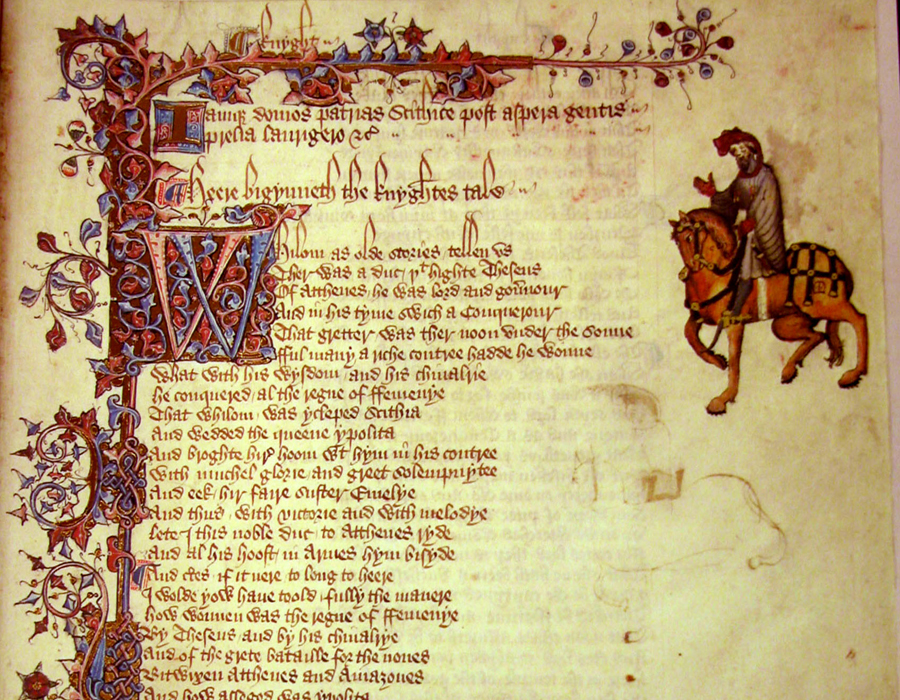 Knyght
Iamque domos patrias Scithice post aspera gentis
prelia laurigero &c
Heere bigynneth the knyghtes tale
Whilom as olde stories tellen vs
Ther was a duc þt highte Theseus
Of Atthenes he was lord and gouernour
And in his tyme swich a Conquerour
That gretter was ther noon vnder the sonne
fful many a riche contree hadde he wonne
What with his wysdom and his chiualrie
he conquered al the regne of ffemenye
That whilom was ycleped Scithia
And wedded the queene ypolita
And broghte hire hoom wt hym in his contree
With muchel glorie and greet solempnytee
And eek hir faire suster Emelye
And thus with victorie and with melodye
lete I this noble duc to Atthenes ryde
And al his hoost in Armes hym bisyde
And certes if it nere to long to heere
I wolde yow haue toold fully the manere
how wonnen was the regne of ffemenye
By Theseus and by his chiualrye
And of the grete bataille for the nones
Bitwixen Atthenes and Amazones
And how asseged was ypolita